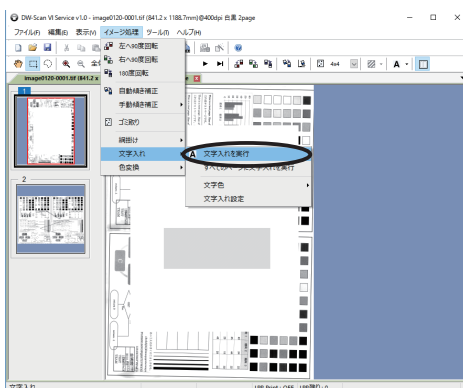 DW-Scan VI Service v1.0 - image0120-0001.tif (841.2 x 1188.7mm)@400dpi 白黒 2page
ファイル(F) 編集(E) 表示(V) イメージ処理 ツール(T) ヘルプ(H)
左へ90度回転
右へ90度回転
180度回転
自動傾き補正
手動傾き補正
ゴミ取り
網掛け
文字入れ
色変換
4x4
A
image0120-0001.tif (841.2 x
1
2
A 文字入れを実行
すべてのページに文字入れを実行
文字色
文字入れ設定
文字入れ